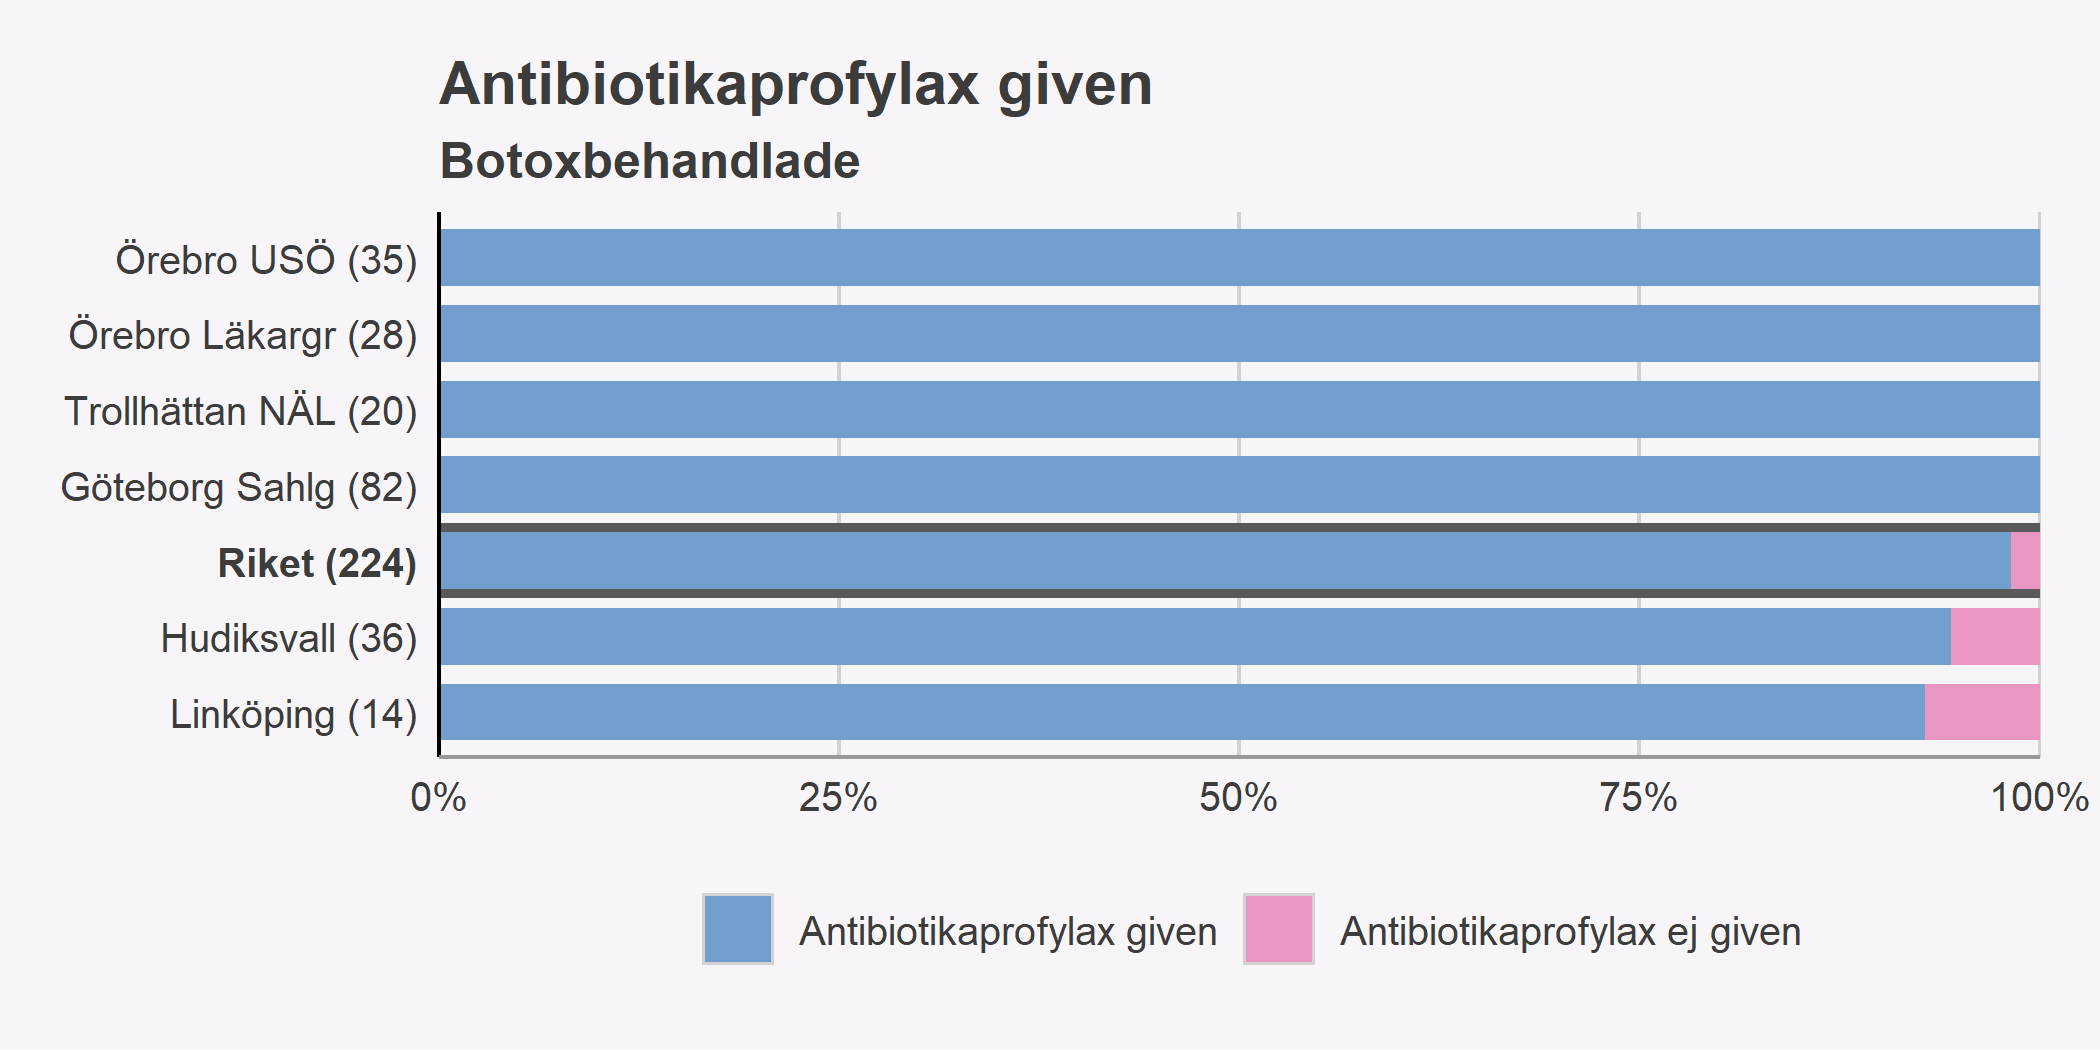 Antibiotikaprofylax given
Botoxbehandlade
Örebro USÖ (35)
Örebro Läkargr (28)
Trollhättan NÄL (20)
Göteborg Sahlg (82)
Riket (224)
Hudiksvall (36)
Linköping (14)
0% 25% 50% 75% 100%
Antibiotikaprofylax given Antibiotikaprofylax ej given